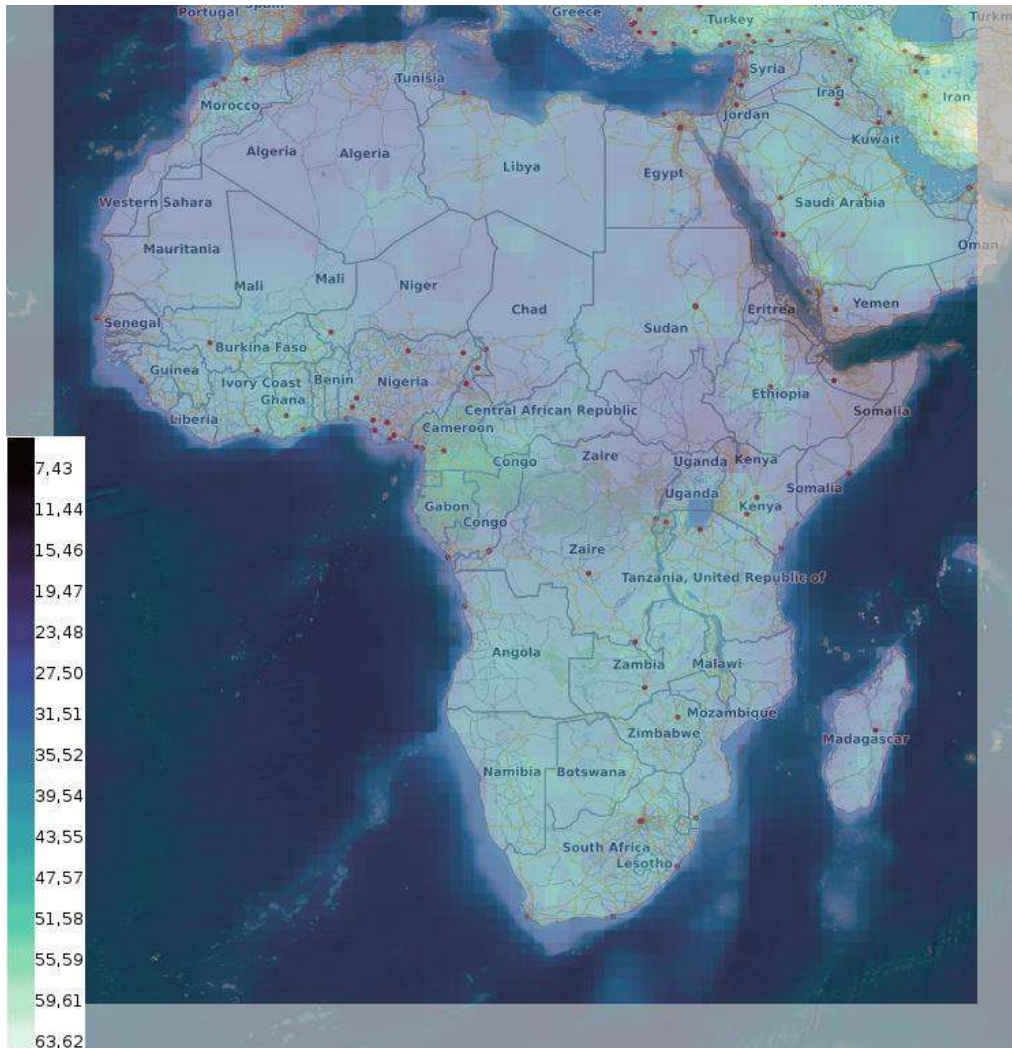 Portugal
Greece
Turkey
Turkm
Tunisia
Syria
Morocco
Iraq
Iran
Jordan
Algeria
Algeria
Kuwait
Libya
Egypt
Western Sahara
Saudi Arabia
Mauritania
Oman
Mali
Mali
Niger
Chad
Yemen
Eritrea
Senegal
Sudan
Burkina Faso
Guinea
Ivory Coast
Benin
Nigeria
Ethiopia
Ghana
Liberia
Central African Republic
Somalia
Cameroon
Congo
Zaire
Uganda
Kenya
Somalia
Uganda
Gabon
Kenya
Congo
Zaire
Tanzania, United Republic of
Angola
Zambia
Malawi
Mozambique
Zimbabwe
Madagascar
Namibia
Botswana
South Africa
Lesotho
7,43
11,44
15,46
19,47
23,48
27,50
31,51
35,52
39,54
43,55
47,57
51,58
55,59
59,61
63,62